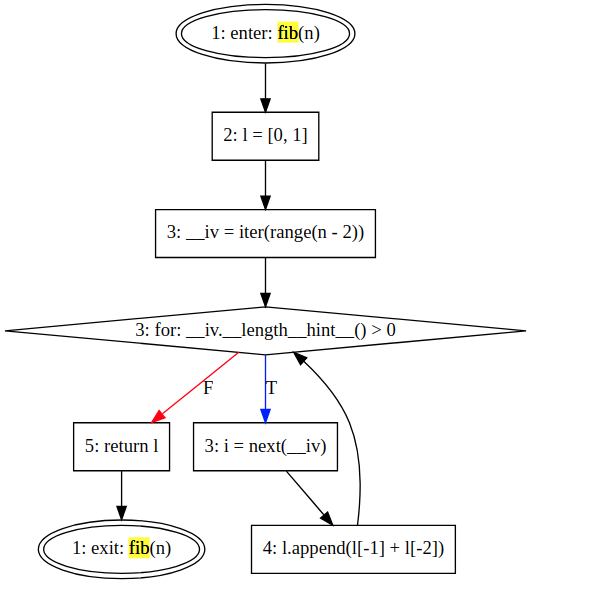 1: enter: fib(n)
2: l = [0, 1]
3: __iv = iter(range(n - 2))
3: for: __iv.__length__hint__() > 0
F
T
5: return l
3: i = next(__iv)
1: exit: fib(n)
4: l.append(l[-1] + l[-2])